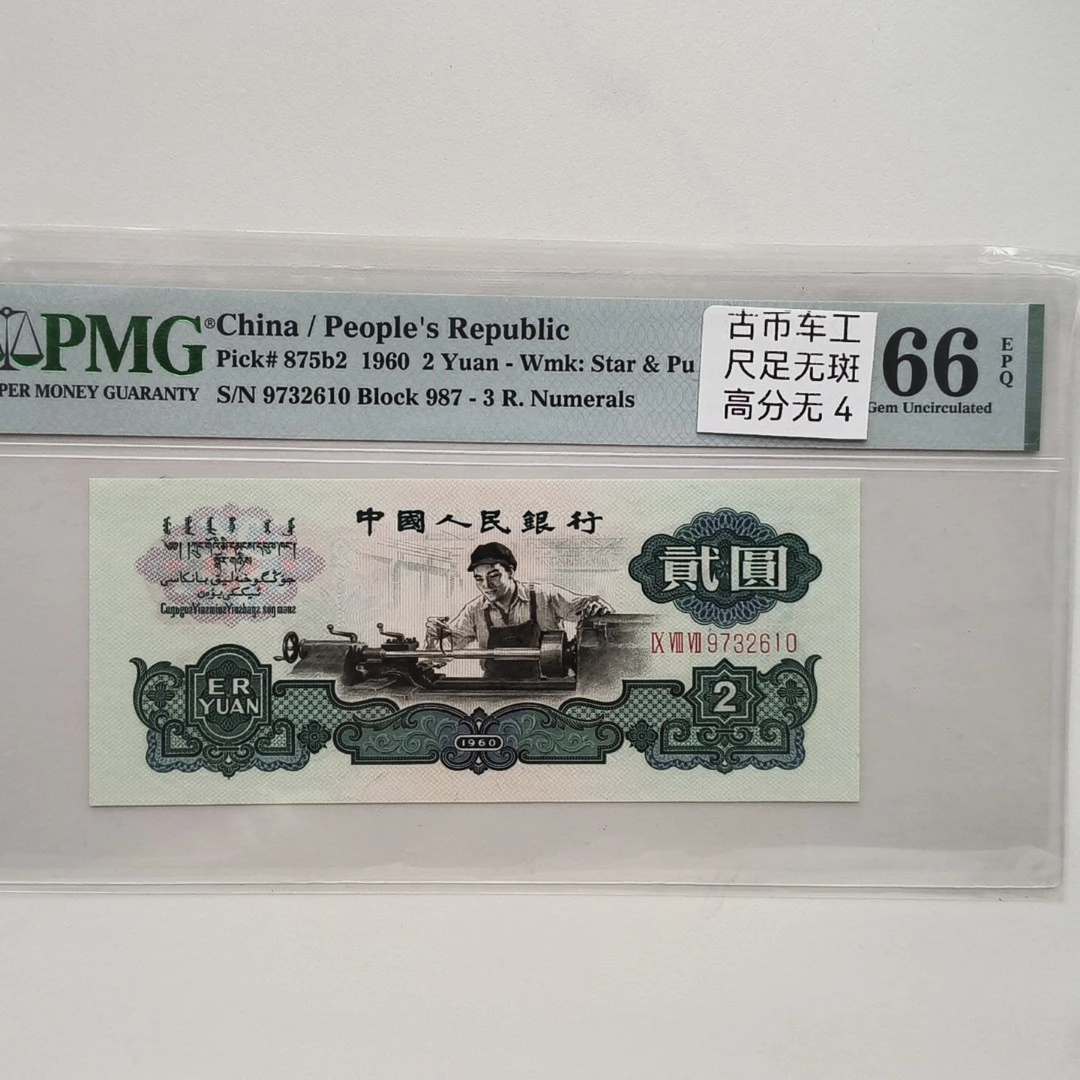 PMG®
PER MONEY GUARANTY
China / People's Republic
Pick# 875b2 1960 2 Yuan - Wmk: Star & Pu
S/N 9732610 Block 987 - 3 R. Numerals
古币车工
尺足无斑
高分无4
66
EPQ
Gem Uncirculated
中國人民銀行
貳圓
IX VIII VII 9732610
ER
YUAN
1960
2